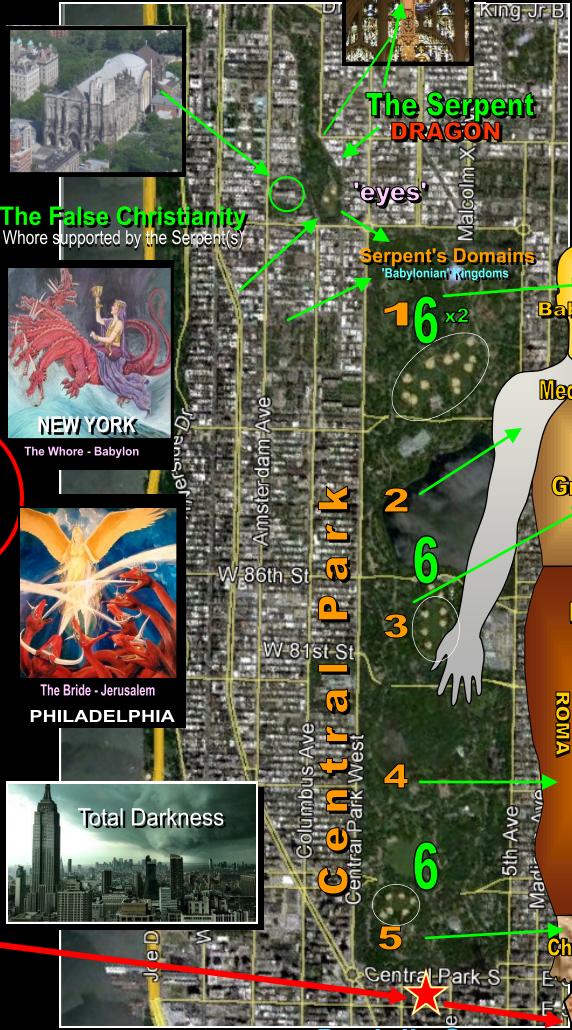 King Jr B
The Serpent
DRAGON
Malcolm X
'eyes'
The False Christianity
Whore supported by the Serpent(s)
Serpent's Domains
'Babylonian' Kingdoms
1
6 x2
NEW YORK
The Whore - Babylon
Amsterdam Ave
2
W 86th St
6
3
W 81st St
Central Park
The Bride - Jerusalem
PHILADELPHIA
ROMA
Columbus Ave
Central Park West
4
5th Ave
Total Darkness
6
5
Central Park S